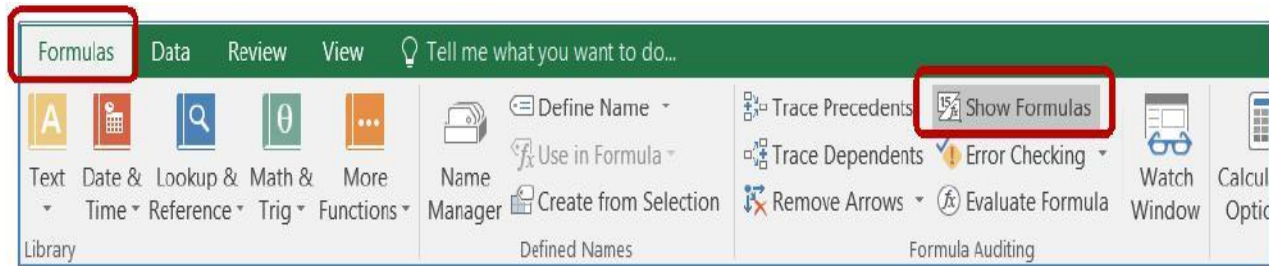 Formulas Data Review View Tell me what you want to do...
Define Name Trace Precedents Show Formulas
Use in Formula Trace Dependents Error Checking
Text Date & Lookup & Math & More Name Watch
Time Reference Trig Functions Manager Create from Selection Remove Arrows Evaluate Formula Window
Library Defined Names Formula Auditing